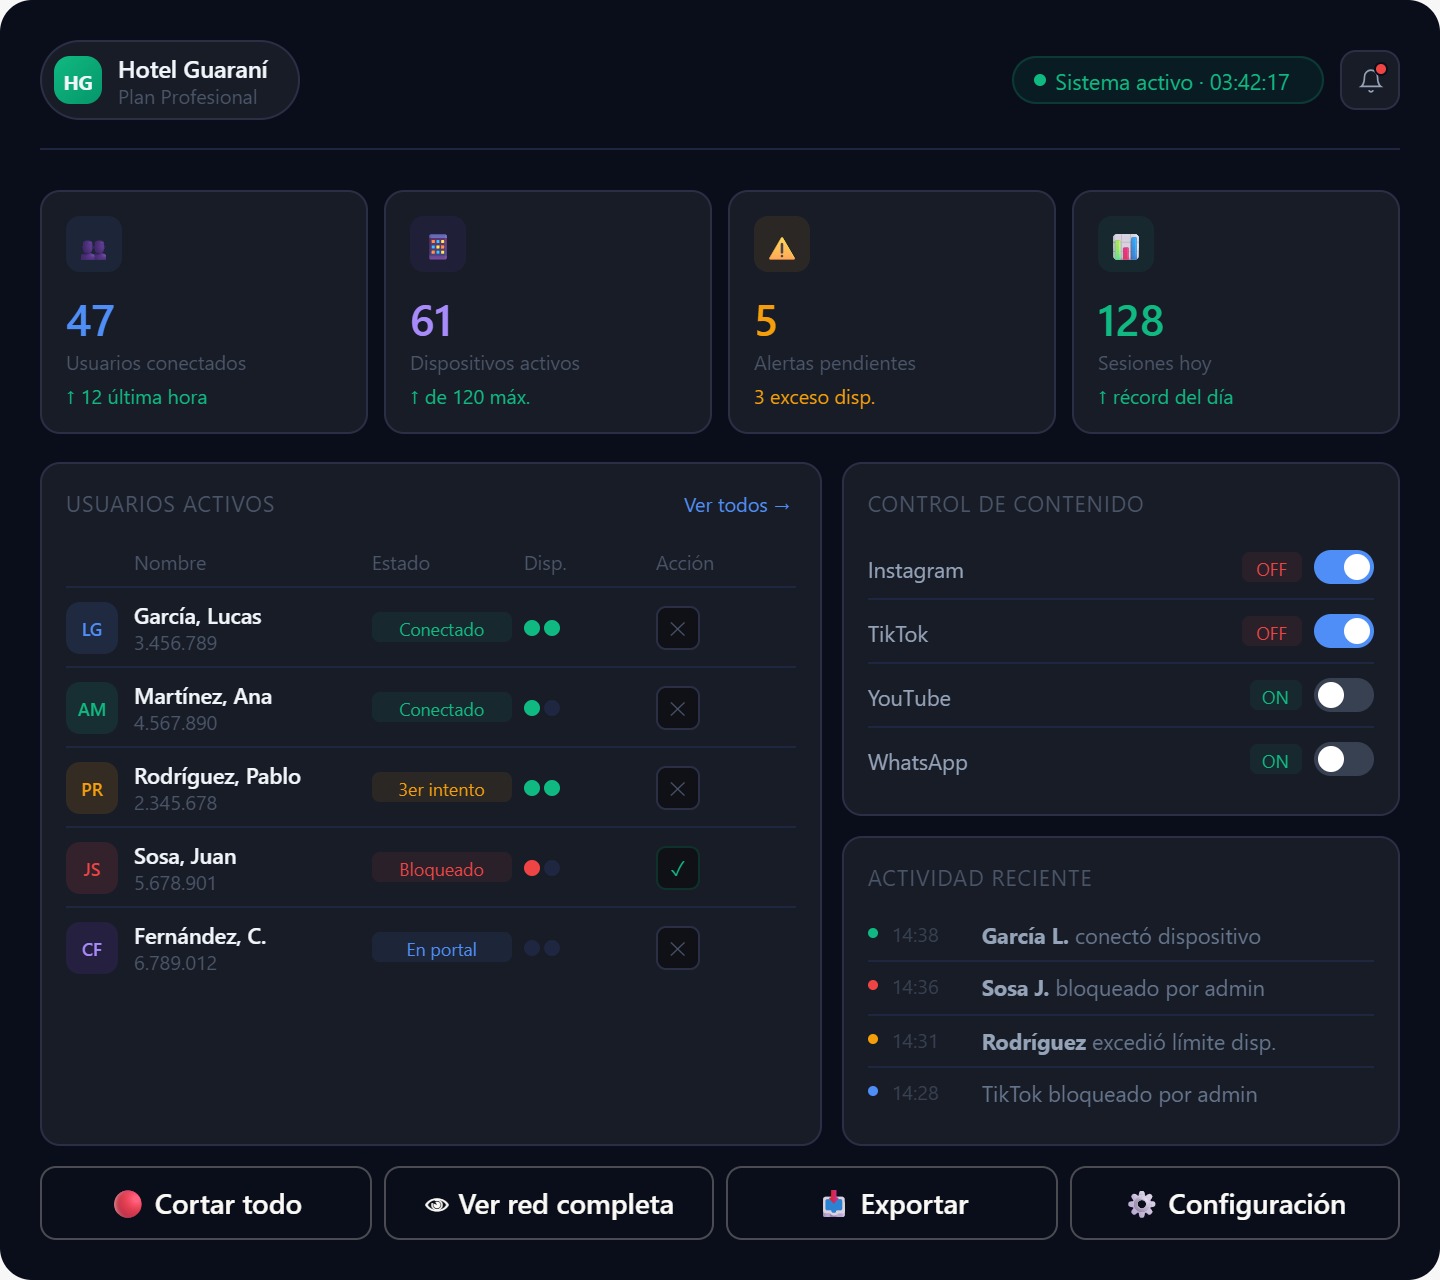 HG
Hotel Guaraní
Plan Profesional
Sistema activo · 03:42:17
47
Usuarios conectados
↑ 12 última hora
61
Dispositivos activos
↑ de 120 máx.
5
Alertas pendientes
3 exceso disp.
128
Sesiones hoy
↑ récord del día
USUARIOS ACTIVOS
Ver todos →
Nombre Estado Disp. Acción
LG García, Lucas Conectado
3.456.789
AM Martínez, Ana Conectado
4.567.890
PR Rodríguez, Pablo 3er intento
2.345.678
JS Sosa, Juan Bloqueado
5.678.901
CF Fernández, C. En portal
6.789.012
CONTROL DE CONTENIDO
Instagram OFF
TikTok OFF
YouTube ON
WhatsApp ON
ACTIVIDAD RECIENTE
14:38 García L. conectó dispositivo
14:36 Sosa J. bloqueado por admin
14:31 Rodríguez excedió límite disp.
14:28 TikTok bloqueado por admin
Cortar todo
Ver red completa
Exportar
Configuración